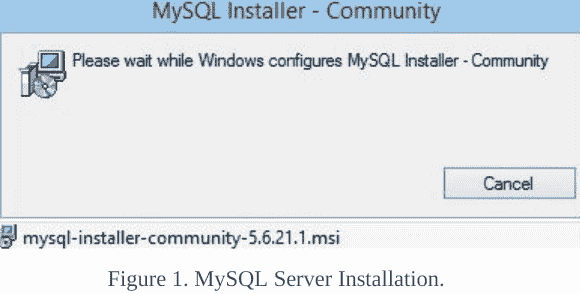 MySQL Installer - Community
Please wait while Windows configures MySQL Installer - Community
Cancel
mysql-installer-community-5.6.21.1.msi
Figure 1. MySQL Server Installation.